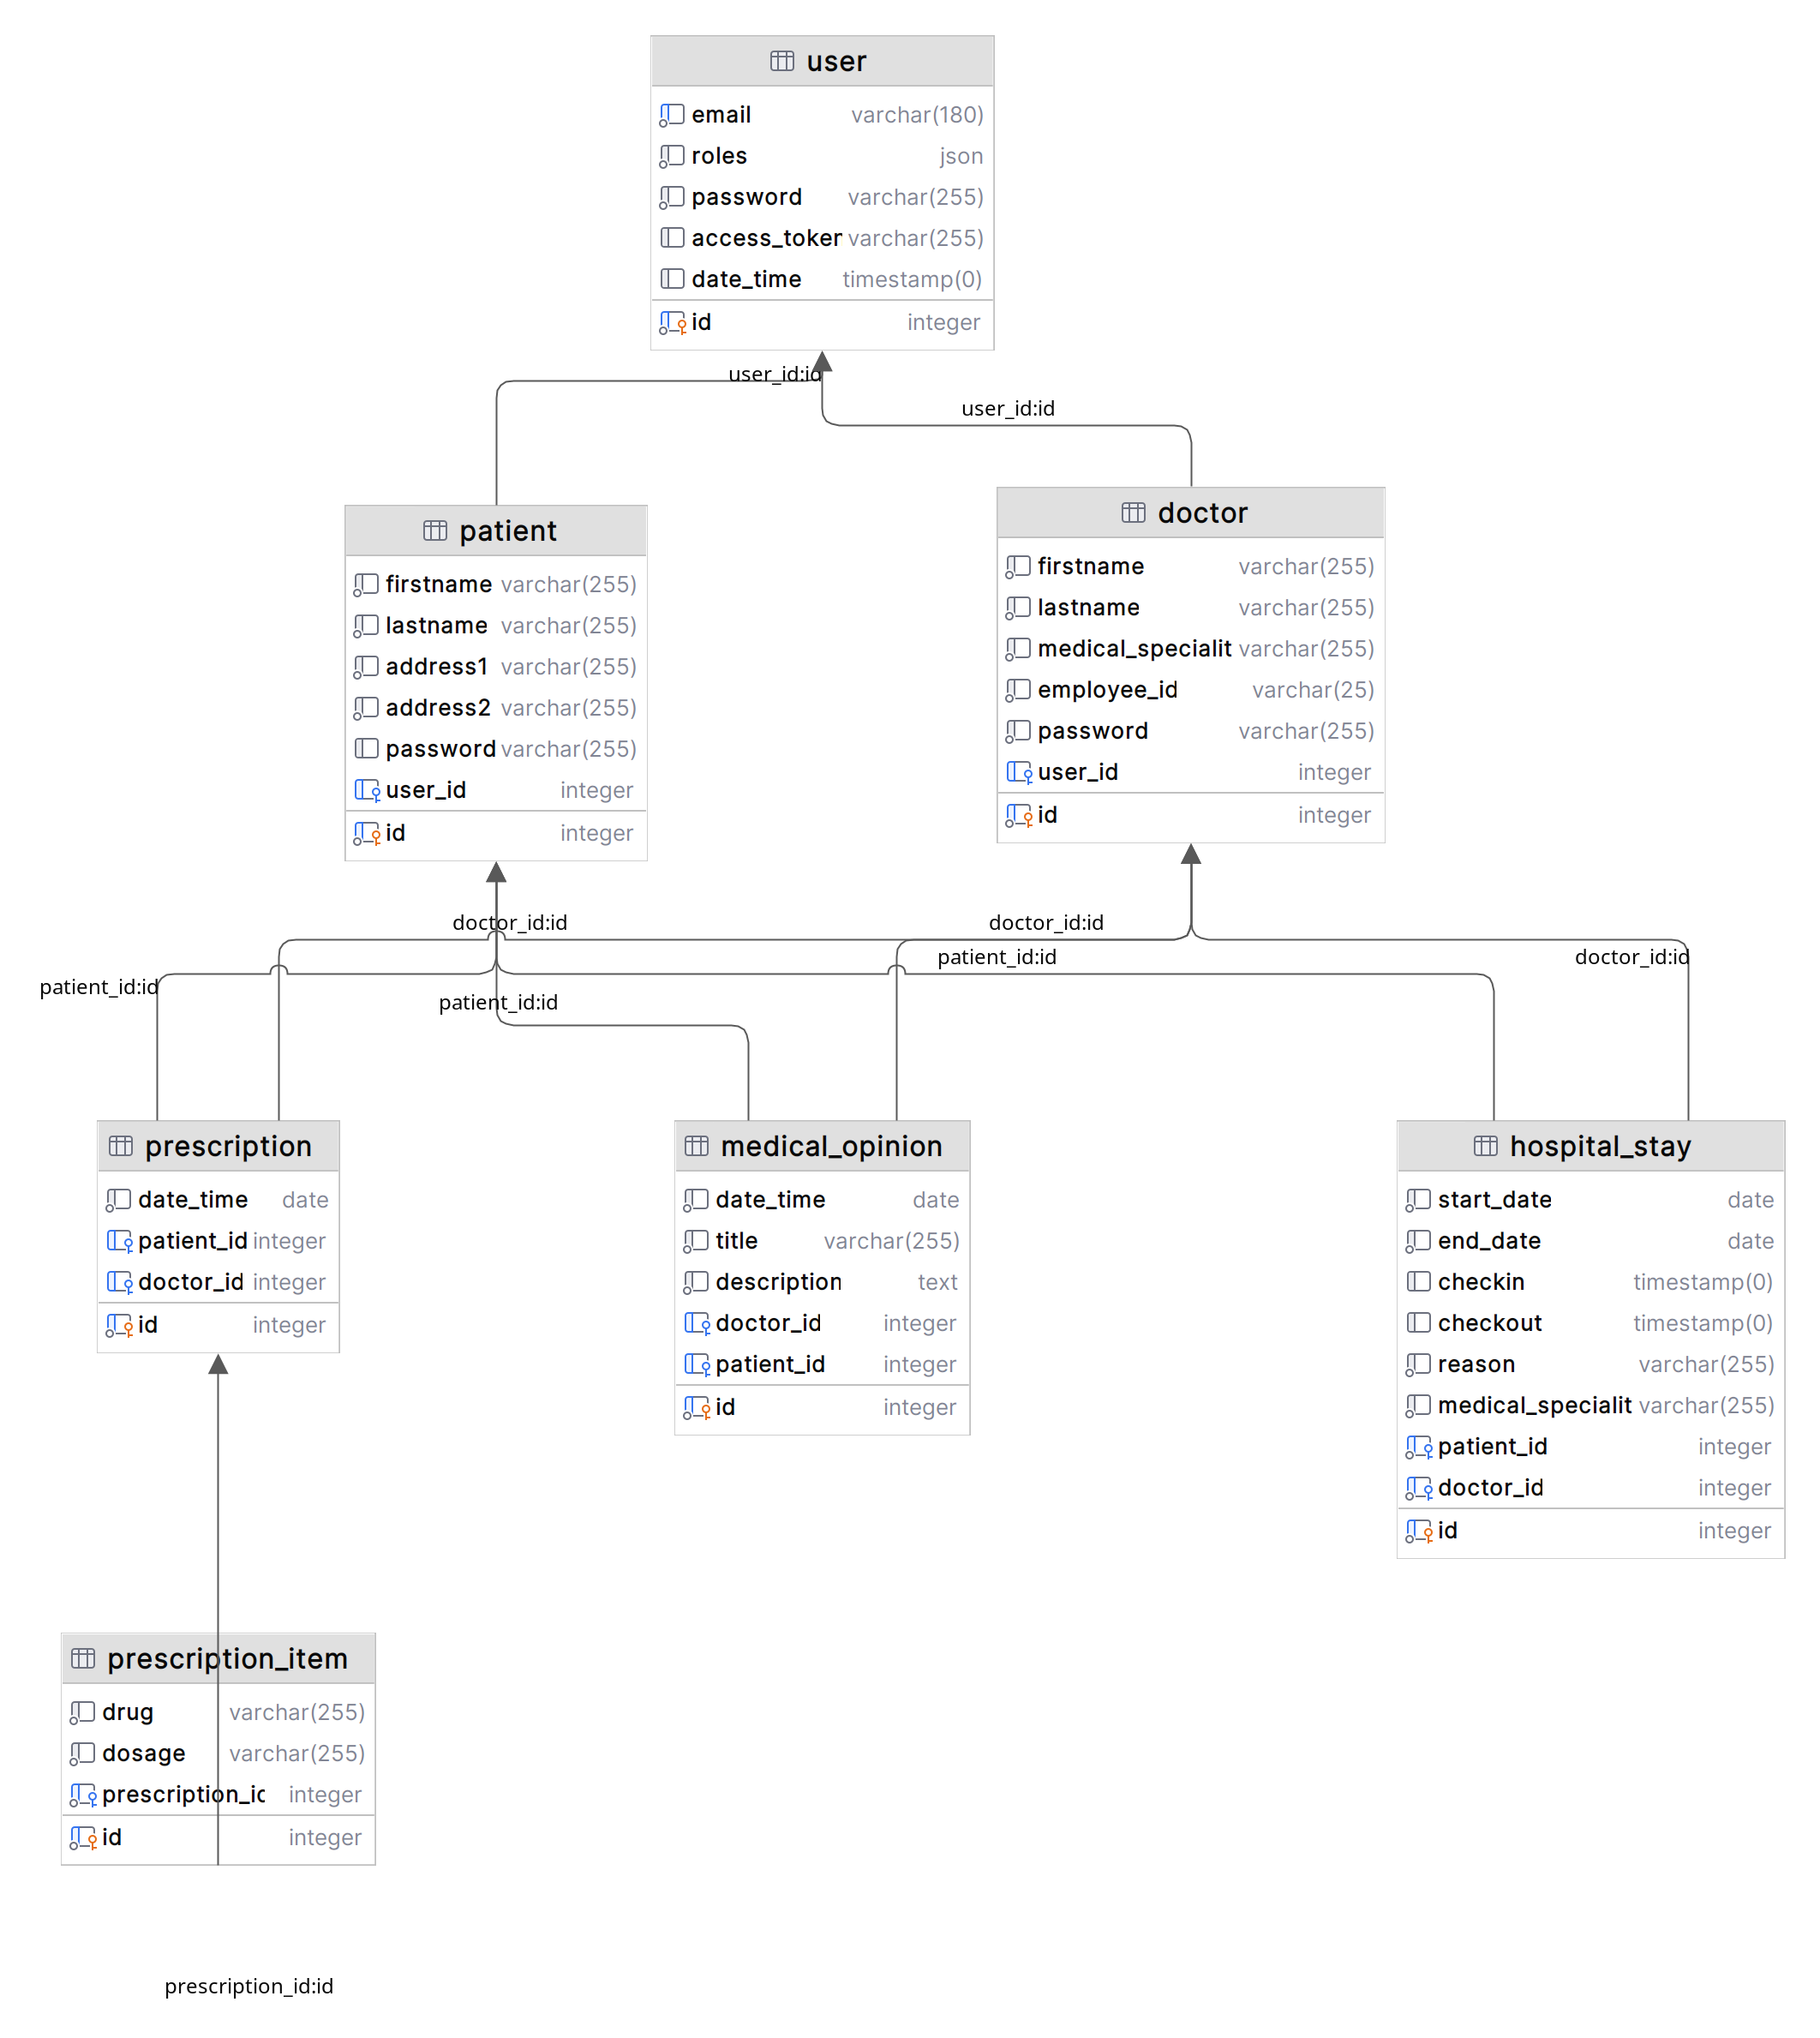 user
email varchar(180)
roles json
password varchar(255)
access_token varchar(255)
date_time timestamp(0)
id integer
user_id:id
user_id:id
patient
firstname varchar(255)
lastname varchar(255)
address1 varchar(255)
address2 varchar(255)
password varchar(255)
user_id integer
id integer
doctor
firstname varchar(255)
lastname varchar(255)
medical_specialit varchar(255)
employee_id varchar(25)
password varchar(255)
user_id integer
id integer
doctor_id:id
doctor_id:id
patient_id:id
doctor_id:id
patient_id:id
patient_id:id
prescription
date_time date
patient_id integer
doctor_id integer
id integer
medical_opinion
date_time date
title varchar(255)
description text
doctor_id integer
patient_id integer
id integer
hospital_stay
start_date date
end_date date
checkin timestamp(0)
checkout timestamp(0)
reason varchar(255)
medical_specialit varchar(255)
patient_id integer
doctor_id integer
id integer
prescription_item
drug varchar(255)
dosage varchar(255)
prescription_id integer
id integer
prescription_id:id